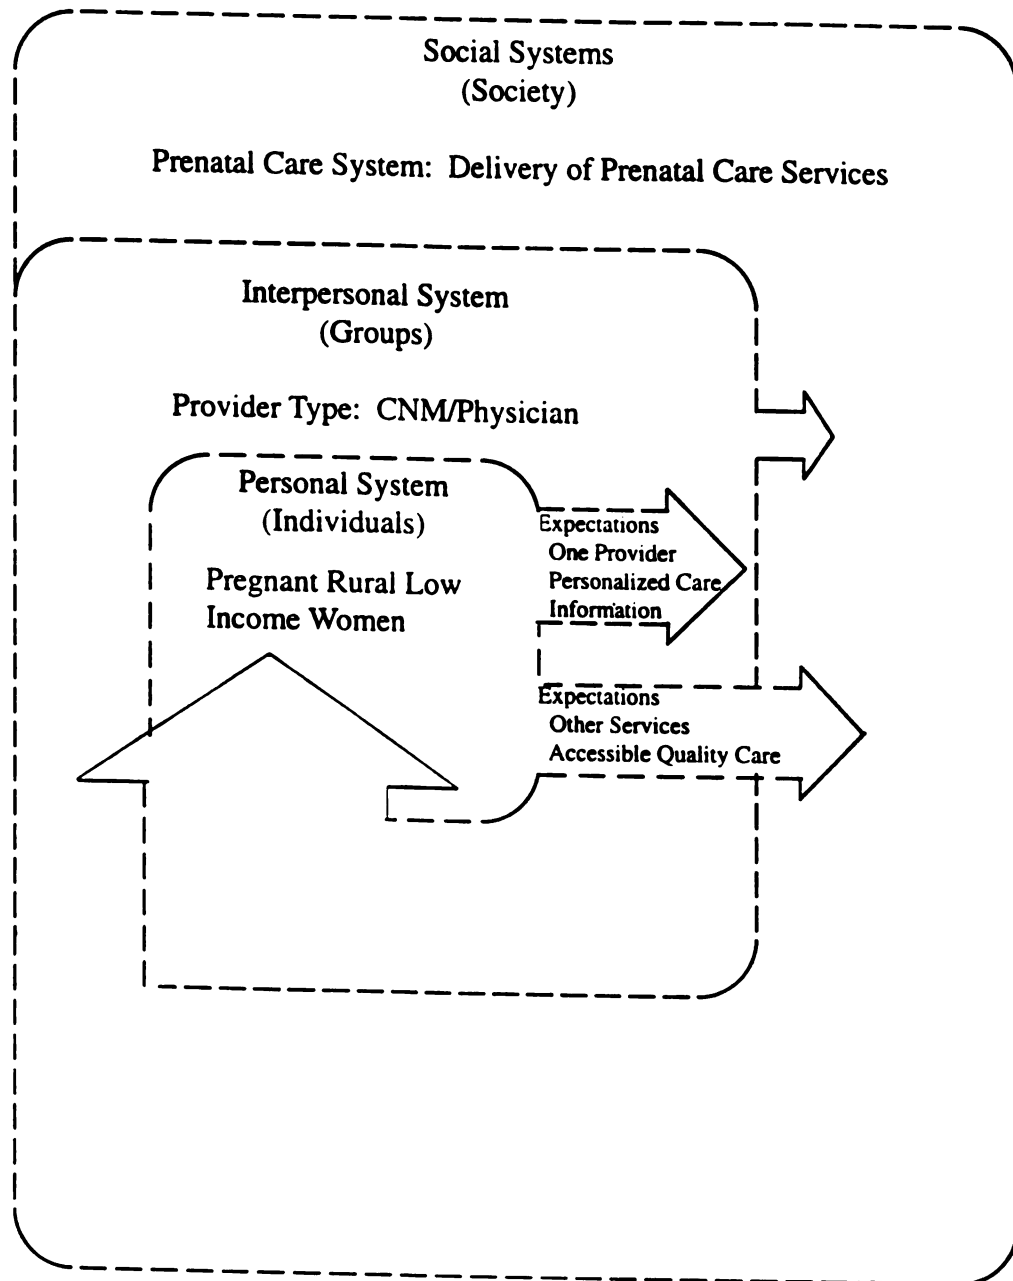 Social Systems
(Society)
Prenatal Care System: Delivery of Prenatal Care Services
Interpersonal System
(Groups)
Provider Type: CNM/Physician
Personal System
(Individuals)
Pregnant Rural Low
Income Women
Expectations
One Provider
Personalized Care
Information
Expectations
Other Services
Accessible Quality Care